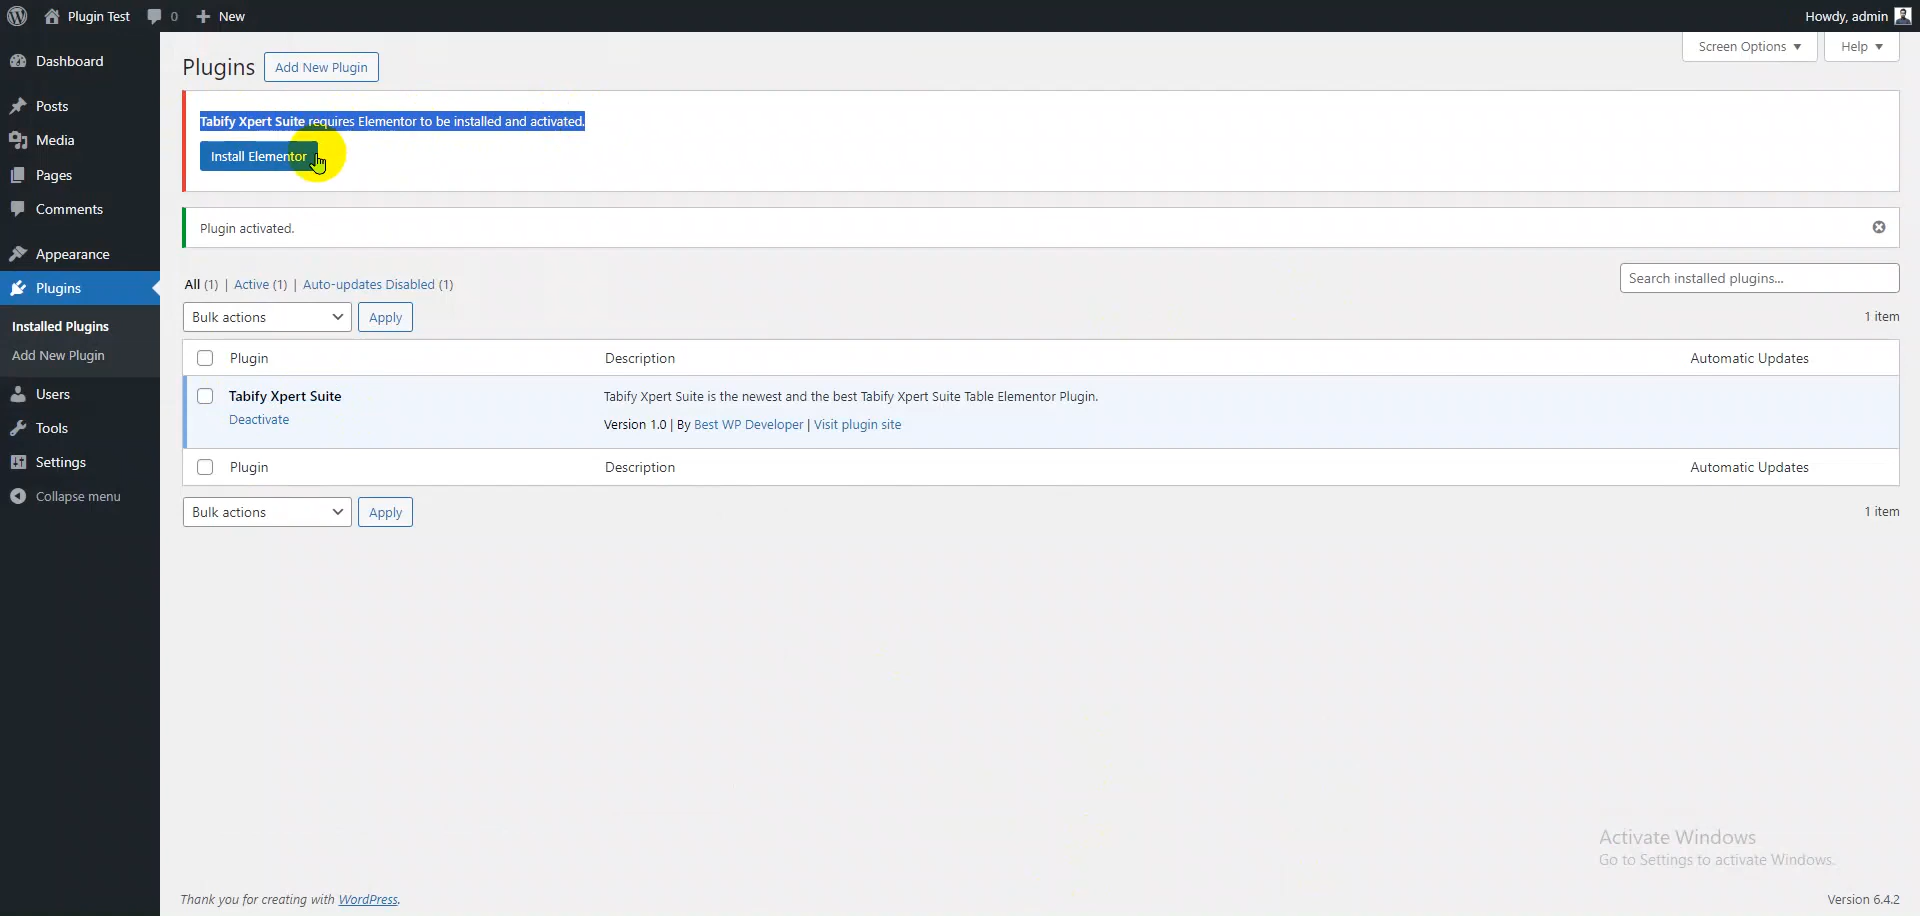 Plugin Test 0 New Howdy, admin
Screen Options Help
Dashboard
Posts
Media
Pages
Comments
Appearance
Plugins
Installed Plugins
Add New Plugin
Users
Tools
Settings
Collapse menu
Plugins Add New Plugin
Tabify Xpert Suite requires Elementor to be installed and activated.
Install Elementor
Plugin activated.
All (1) | Active (1) | Auto-updates Disabled (1)
Search installed plugins...
Bulk actions Apply
1 item
Plugin Description Automatic Updates
Tabify Xpert Suite Tabify Xpert Suite is the newest and the best Tabify Xpert Suite Table Elementor Plugin.
Deactivate Version 1.0 | By Best WP Developer | Visit plugin site
Plugin Description Automatic Updates
Bulk actions Apply
1 item
Activate Windows
Go to Settings to activate Windows.
Thank you for creating with WordPress. Version 6.4.2